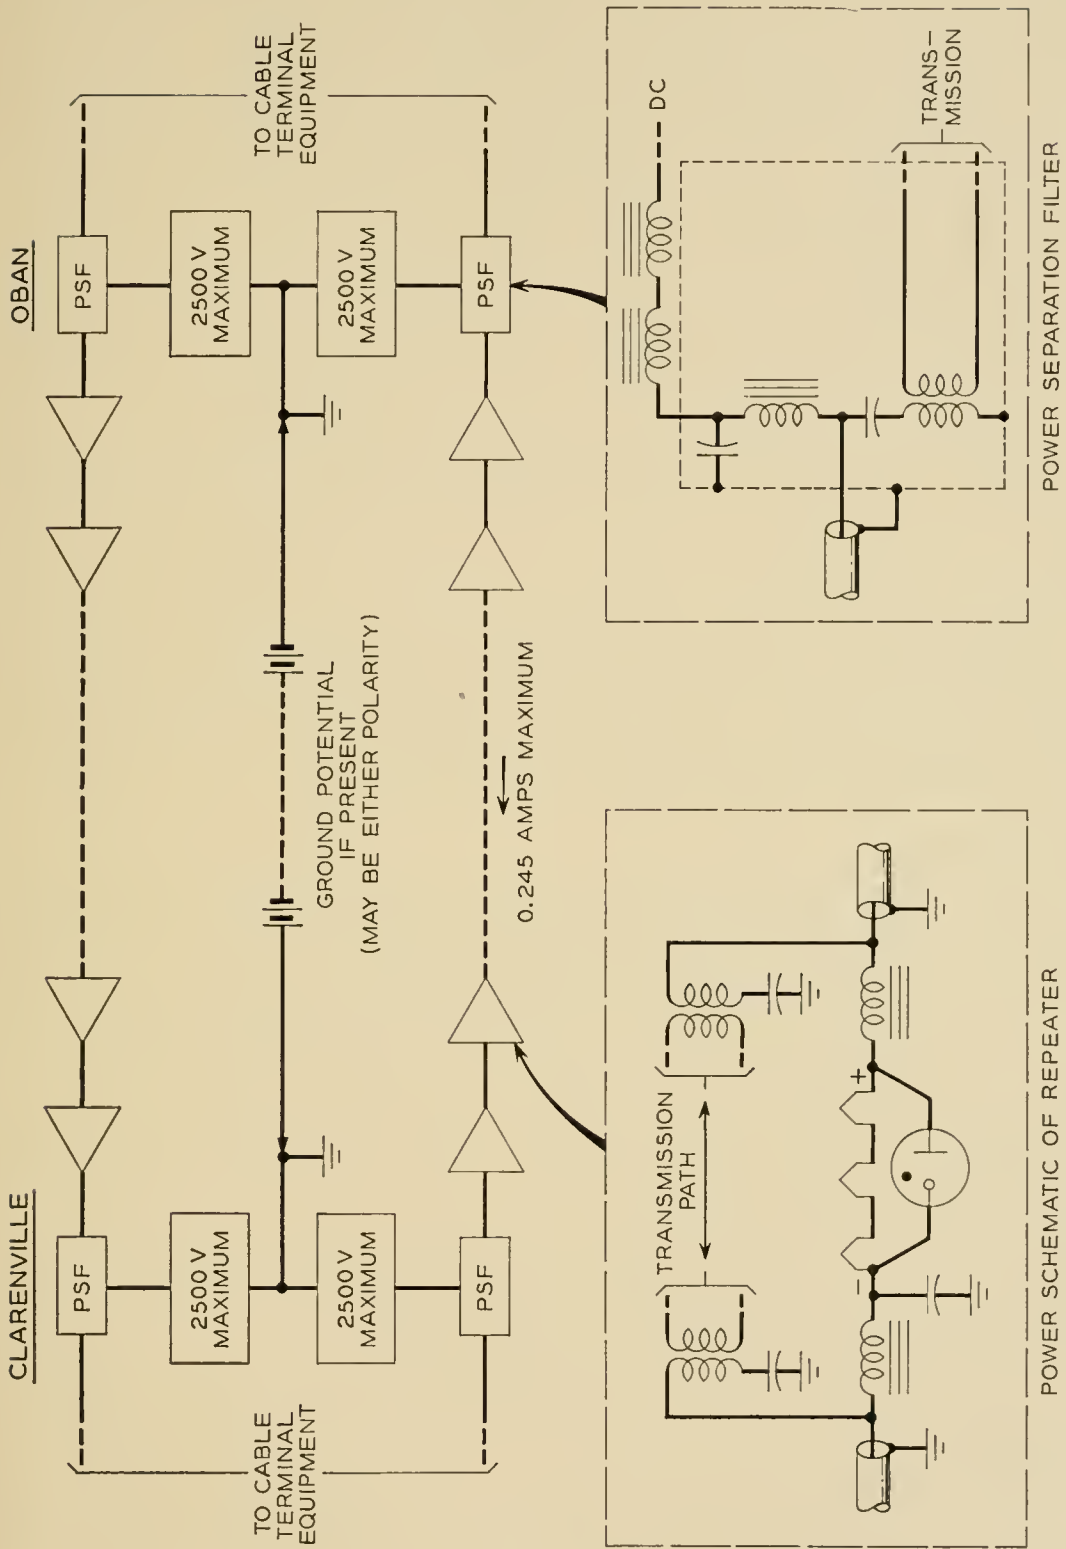 CLARENVILLE
OBAN
PSF
PSF
2500 V
MAXIMUM
2500 V
MAXIMUM
TO CABLE
TERMINAL
EQUIPMENT
TO CABLE
TERMINAL
EQUIPMENT
GROUND POTENTIAL
IF PRESENT
(MAY BE EITHER POLARITY)
2500 V
MAXIMUM
2500 V
MAXIMUM
PSF
PSF
0.245 AMPS MAXIMUM
TRANSMISSION
PATH
-
+
POWER SCHEMATIC OF REPEATER
DC
TRANS-
MISSION
POWER SEPARATION FILTER